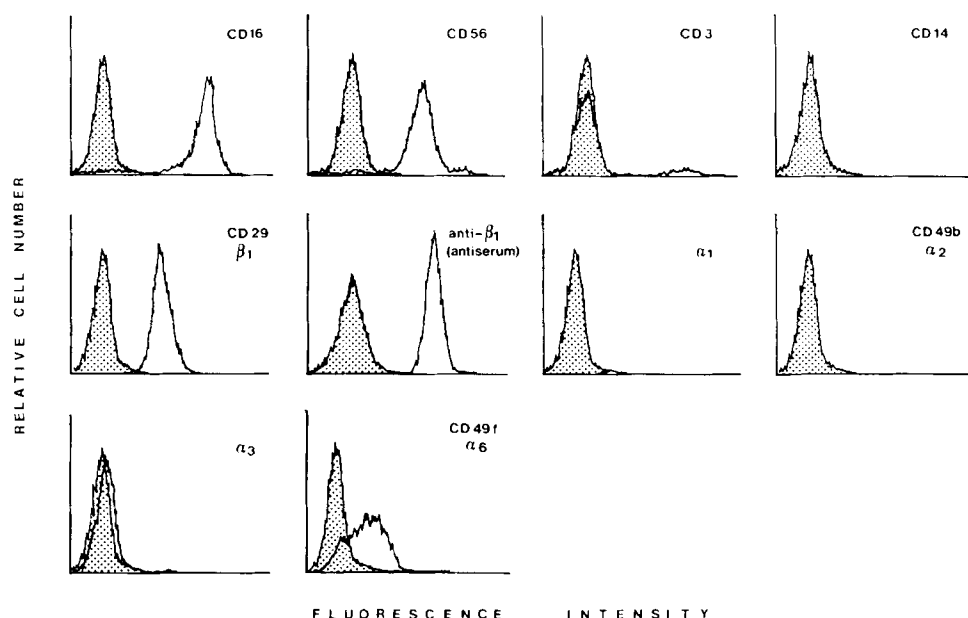 CD16
CD56
CD3
CD14
CD29
β1
anti-β1
(antiserum)
α1
CD49b
α2
α3
CD49f
α6
RELATIVE CELL NUMBER
FLUORESCENCE INTENSITY